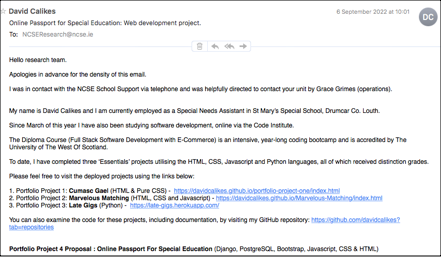 David Calikes
6 September 2022 at 10:01
DC
Online Passport for Special Education: Web development project.
To: NCSEResearch@ncse.ie
Hello research team.
Apologies in advance for the density of this email.
I was in contact with the NCSE School Support via telephone and was helpfully directed to contact your unit by Grace Grimes (operations).
My name is David Calikes and I am currently employed as a Special Needs Assistant in St Mary's Special School, Drumcar Co. Louth.
Since March of this year I have also been studying software development, online via the Code Institute.
The Diploma Course (Full Stack Software Development with E-Commerce) is an intensive, year-long coding bootcamp and is accredited by The
University of The West Of Scotland.
To date, I have completed three 'Essentials' projects utilising the HTML, CSS, Javascript and Python languages, all of which received distinction grades.
Please feel free to visit the deployed projects using the links below:
1. Portfolio Project 1: Cumasc Gael (HTML & Pure CSS) - https://davidcalikes.github.io/portfolio-project-one/index.html
2. Portfolio Project 2: Marvelous Matching (HTML, CSS and Javascript) - https://davidcalikes.github.io/Marvelous-Matching/index.html
3. Portfolio Project 3: Late Gigs (Python) - https://late-gigs.herokuapp.com/
You can also examine the code for these projects, including documentation, by visiting my GitHub repository: https://github.com/davidcalikes?
tab=repositories
Portfolio Project 4 Proposal : Online Passport For Special Education (Django, PostgreSQL, Bootstrap, Javascript, CSS & HTML)